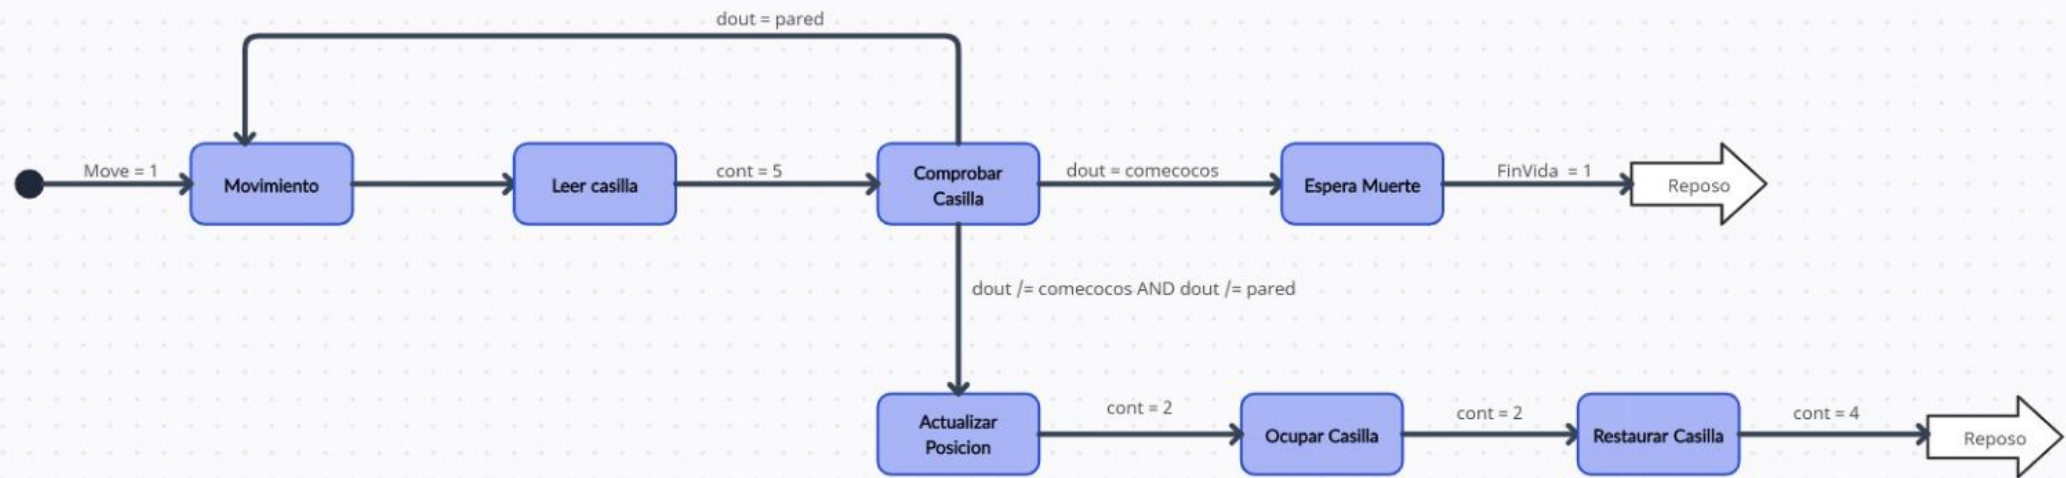 dout = pared
Move = 1
Movimiento
Leer casilla
cont = 5
Comprobar
Casilla
dout = comecocos
Espera Muerte
FinVida = 1
Reposo
dout /= comecocos AND dout /= pared
Actualizar
Posicion
cont = 2
Ocupar Casilla
cont = 2
Restaurar Casilla
cont = 4
Reposo